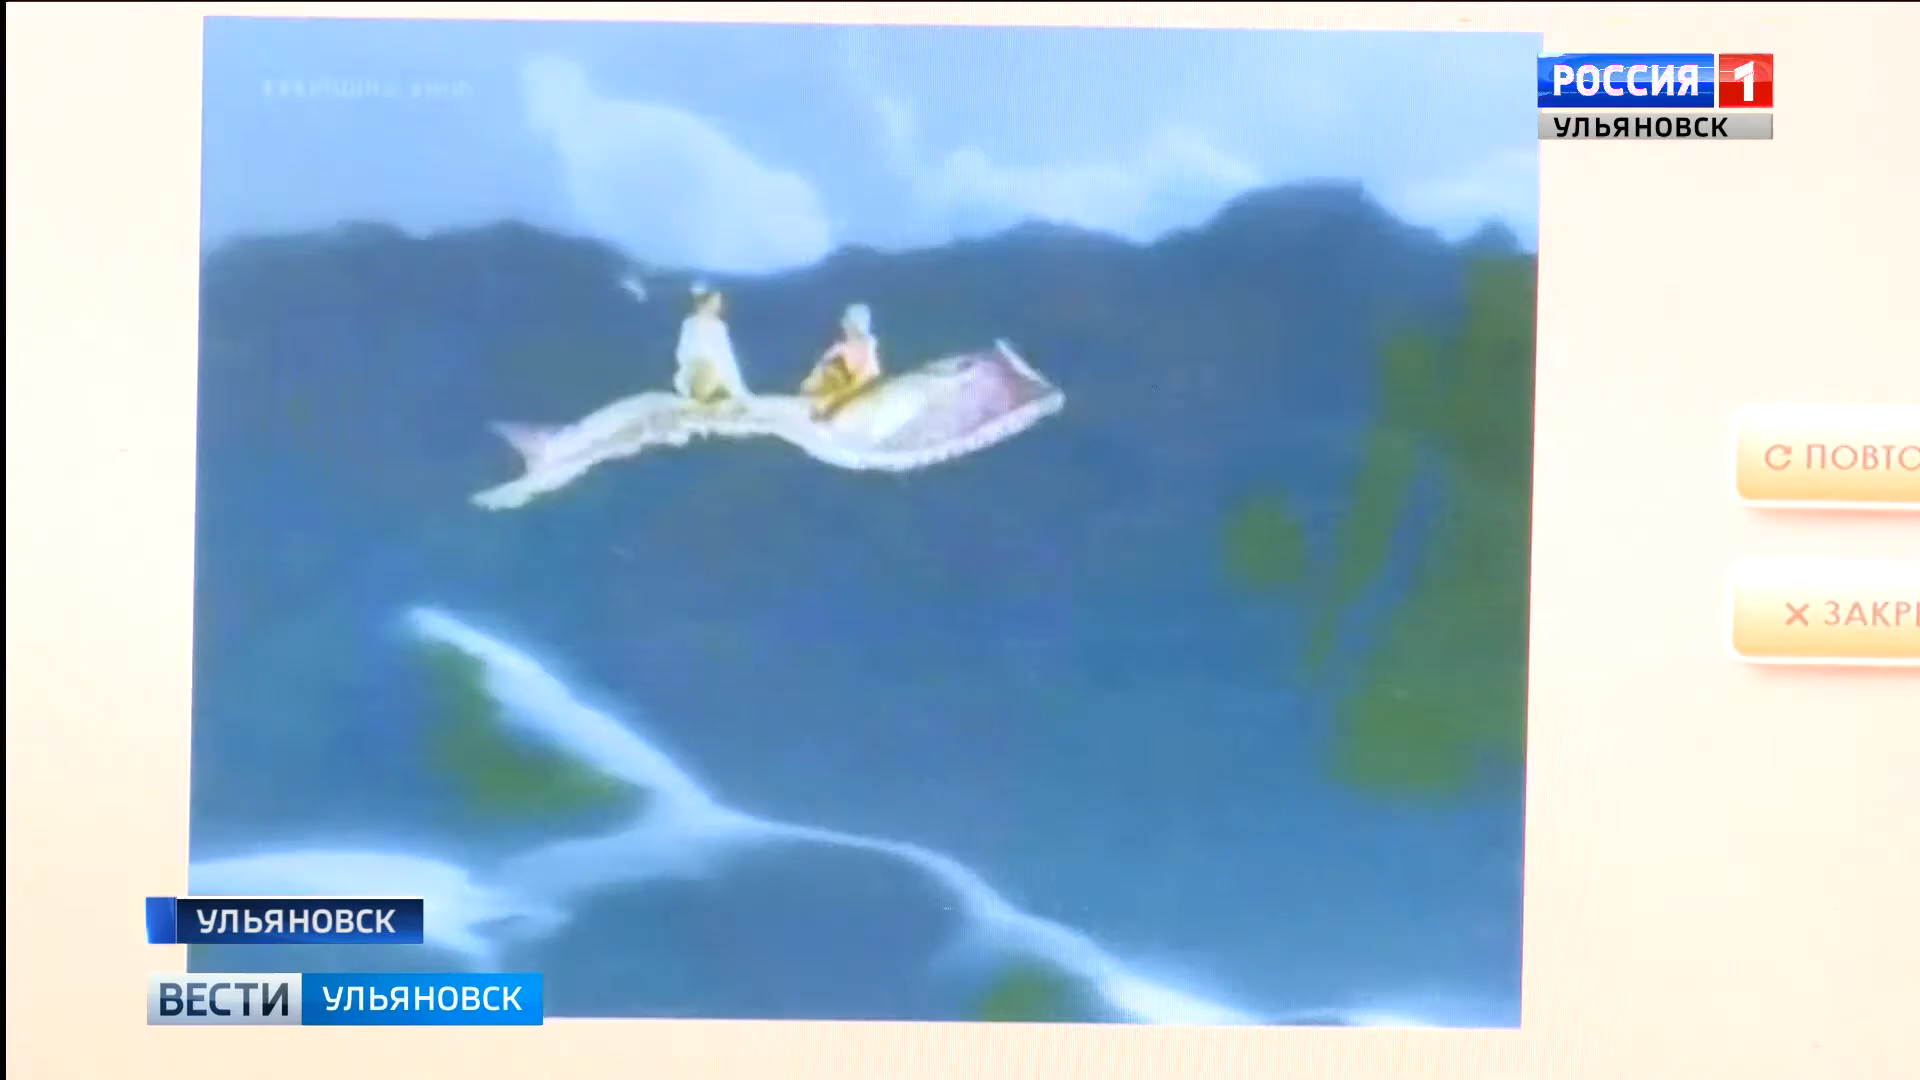 РОССИЯ 1
УЛЬЯНОВСК
ПОВТО
ЗАКР
УЛЬЯНОВСК
ВЕСТИ УЛЬЯНОВСК